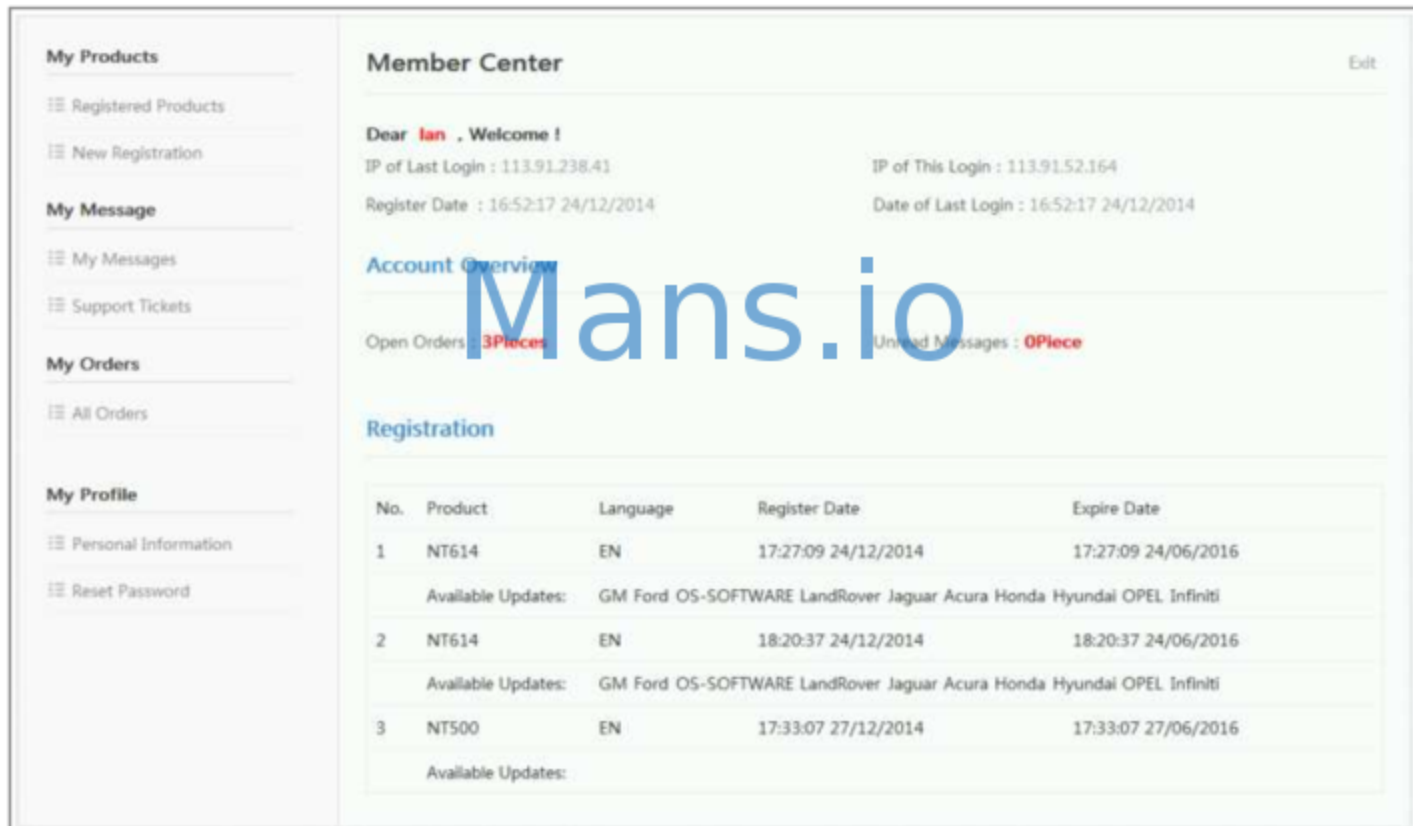 My Products
Registered Products
New Registration
My Message
My Messages
Support Tickets
My Orders
All Orders
My Profile
Personal Information
Reset Password
Member Center
Exit
Dear Ian , Welcome !
IP of Last Login : 113.91.238.41
IP of This Login : 113.91.52.164
Register Date : 16:52:17 24/12/2014
Date of Last Login : 16:52:17 24/12/2014
Account Overview
Mans.io
Open Orders : 3Pieces
Unread Messages : 0Piece
Registration
No. Product Language Register Date Expire Date
1 NT614 EN 17:27:09 24/12/2014 17:27:09 24/06/2016
Available Updates: GM Ford OS-SOFTWARE LandRover Jaguar Acura Honda Hyundai OPEL Infiniti
2 NT614 EN 18:20:37 24/12/2014 18:20:37 24/06/2016
Available Updates: GM Ford OS-SOFTWARE LandRover Jaguar Acura Honda Hyundai OPEL Infiniti
3 NT500 EN 17:33:07 27/12/2014 17:33:07 27/06/2016
Available Updates: